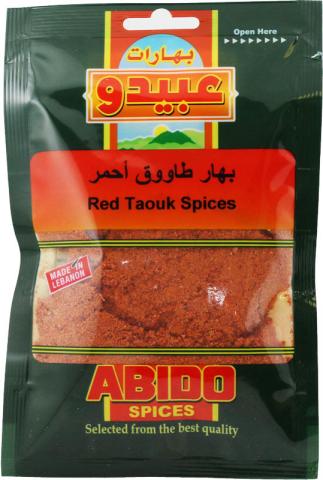 Open Here
بهارات
عبيدو
بهار طاووق أحمر
Red Taouk Spices
MADE IN
LEBANON
ABIDO
SPICES
Selected from the best quality